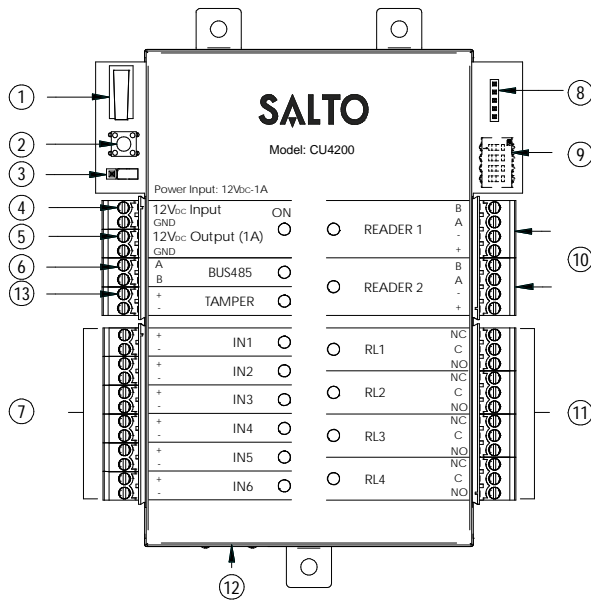 SALTO
Model: CU4200
Power Input: 12VDC-1A
12VDC Input
GND
ON
12VDC Output (1A)
GND
A
B
BUS485
+
-
TAMPER
+
-
IN1
+
-
IN2
+
-
IN3
+
-
IN4
+
-
IN5
+
-
IN6
READER 1
B
A
-
+
READER 2
B
A
-
+
RL1
NC
C
NO
RL2
NC
C
NO
RL3
NC
C
NO
RL4
NC
C
NO
1
2
3
4
5
6
13
7
8
9
10
11
12